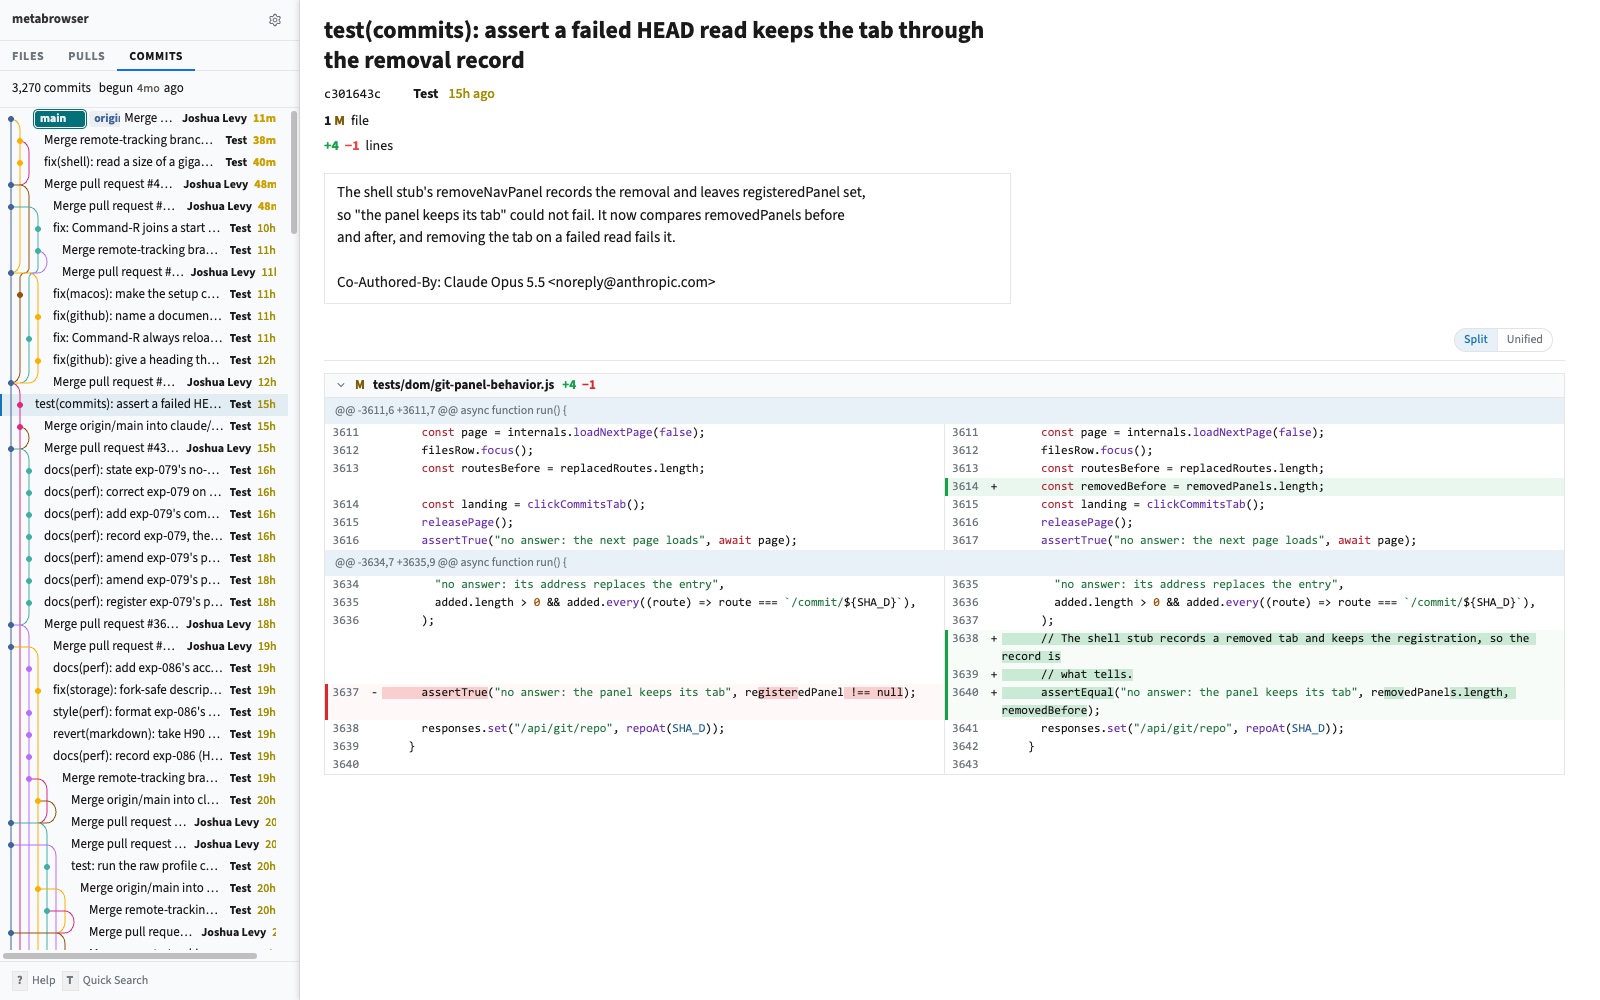 metabrowser
FILES PULLS COMMITS
3,270 commits begun 4mo ago
main origi Merge … Joshua Levy 11m
Merge remote-tracking branc… Test 38m
fix(shell): read a size of a giga… Test 40m
Merge pull request #4… Joshua Levy 48m
Merge pull request #… Joshua Levy 48m
fix: Command-R joins a start … Test 10h
Merge remote-tracking bra… Test 11h
Merge pull request #… Joshua Levy 11h
fix(macos): make the setup c… Test 11h
fix(github): name a documen… Test 11h
fix: Command-R always reloa… Test 11h
fix(github): give a heading th… Test 12h
Merge pull request #… Joshua Levy 12h
test(commits): assert a failed HE… Test 15h
Merge origin/main into claude/… Test 15h
Merge pull request #43… Joshua Levy 15h
docs(perf): state exp-079's no-… Test 16h
docs(perf): correct exp-079 on … Test 16h
docs(perf): add exp-079's com… Test 16h
docs(perf): record exp-079, the… Test 16h
docs(perf): amend exp-079's p… Test 18h
docs(perf): amend exp-079's p… Test 18h
docs(perf): register exp-079's p… Test 18h
Merge pull request #36… Joshua Levy 18h
Merge pull request #… Joshua Levy 19h
docs(perf): add exp-086's acc… Test 19h
fix(storage): fork-safe descrip… Test 19h
style(perf): format exp-086's … Test 19h
revert(markdown): take H90 … Test 19h
docs(perf): record exp-086 (H… Test 19h
Merge remote-tracking bra… Test 19h
Merge origin/main into cl… Test 20h
Merge pull request … Joshua Levy 20
Merge pull request … Joshua Levy 20
test: run the raw profile c… Test 20h
Merge origin/main into … Test 20h
Merge remote-trackin… Test 20h
Merge pull reque… Joshua Levy 2
? Help T Quick Search
test(commits): assert a failed HEAD read keeps the tab through
the removal record
c301643c Test 15h ago
1 M file
+4 −1 lines
The shell stub's removeNavPanel records the removal and leaves registeredPanel set,
so "the panel keeps its tab" could not fail. It now compares removedPanels before
and after, and removing the tab on a failed read fails it.
Co-Authored-By: Claude Opus 5.5 <noreply@anthropic.com>
Split Unified
M tests/dom/git-panel-behavior.js +4 −1
@@ -3611,6 +3611,7 @@ async function run() {
3611 const page = internals.loadNextPage(false); 3611 const page = internals.loadNextPage(false);
3612 filesRow.focus(); 3612 filesRow.focus();
3613 const routesBefore = replacedRoutes.length; 3613 const routesBefore = replacedRoutes.length;
3614 + const removedBefore = removedPanels.length;
3614 const landing = clickCommitsTab(); 3615 const landing = clickCommitsTab();
3615 releasePage(); 3616 releasePage();
3616 assertTrue("no answer: the next page loads", await page); 3617 assertTrue("no answer: the next page loads", await page);
@@ -3634,7 +3635,9 @@ async function run() {
3634 "no answer: its address replaces the entry", 3635 "no answer: its address replaces the entry",
3635 added.length > 0 && added.every((route) => route === `/commit/${SHA_D}`), 3636 added.length > 0 && added.every((route) => route === `/commit/${SHA_D}`),
3636 ); 3637 );
3638 + // The shell stub records a removed tab and keeps the registration, so the
record is
3639 + // what tells.
3637 - assertTrue("no answer: the panel keeps its tab", registeredPanel !== null); 3640 + assertEqual("no answer: the panel keeps its tab", removedPanels.length,
removedBefore);
3638 responses.set("/api/git/repo", repoAt(SHA_D)); 3641 responses.set("/api/git/repo", repoAt(SHA_D));
3639 } 3642 }
3640 3643